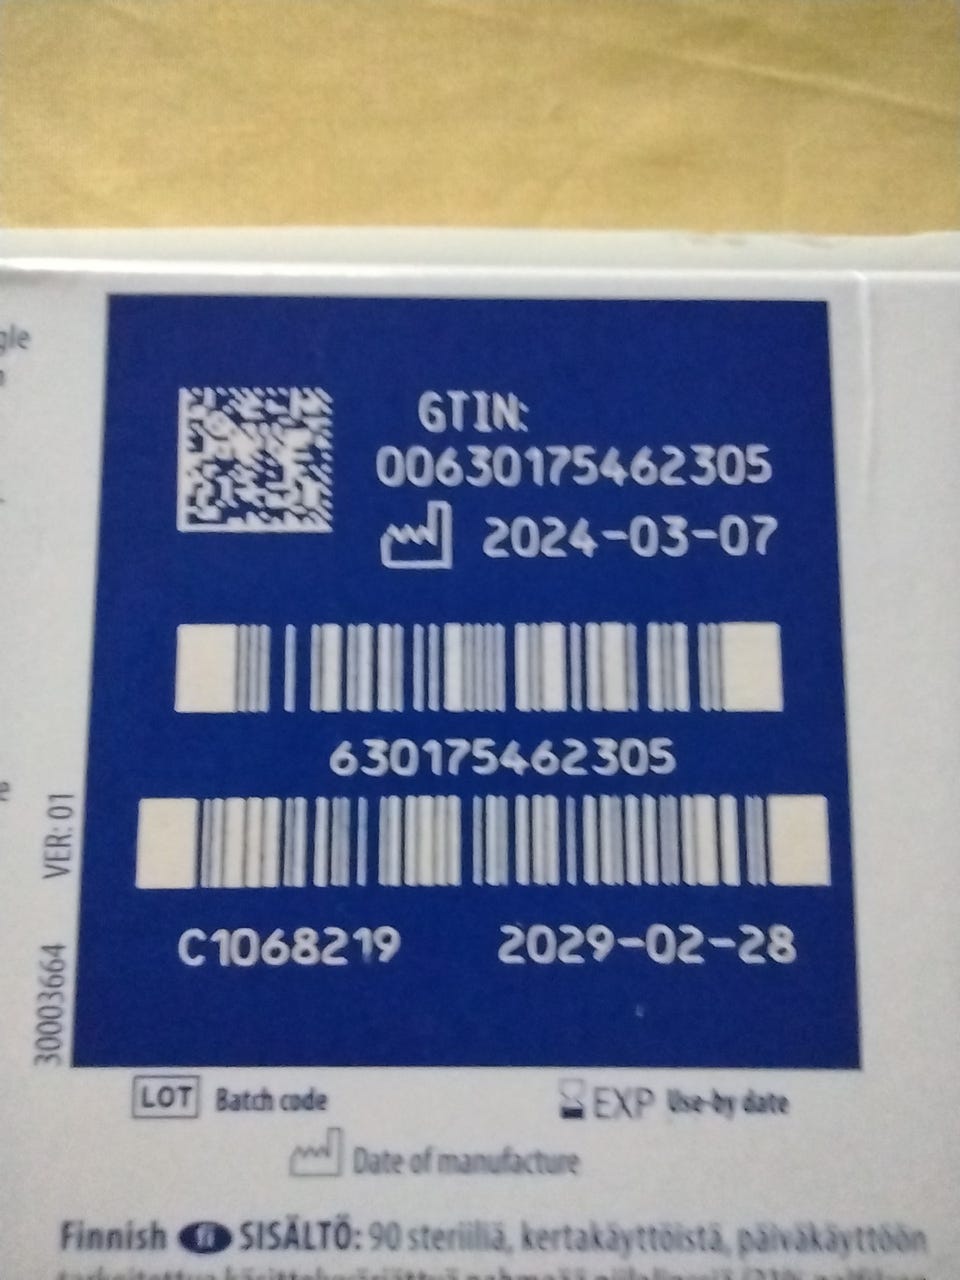 gle
GTIN:
00630175462305
2024-03-07
630175462305
C1068219 2029-02-28
30003664 VER: 01
LOT Batch code
EXP Use-by date
Date of manufacture
Finnish fi SISÄLTÖ: 90 steriiliä, kertakäyttöistä, päiväkäyttöön